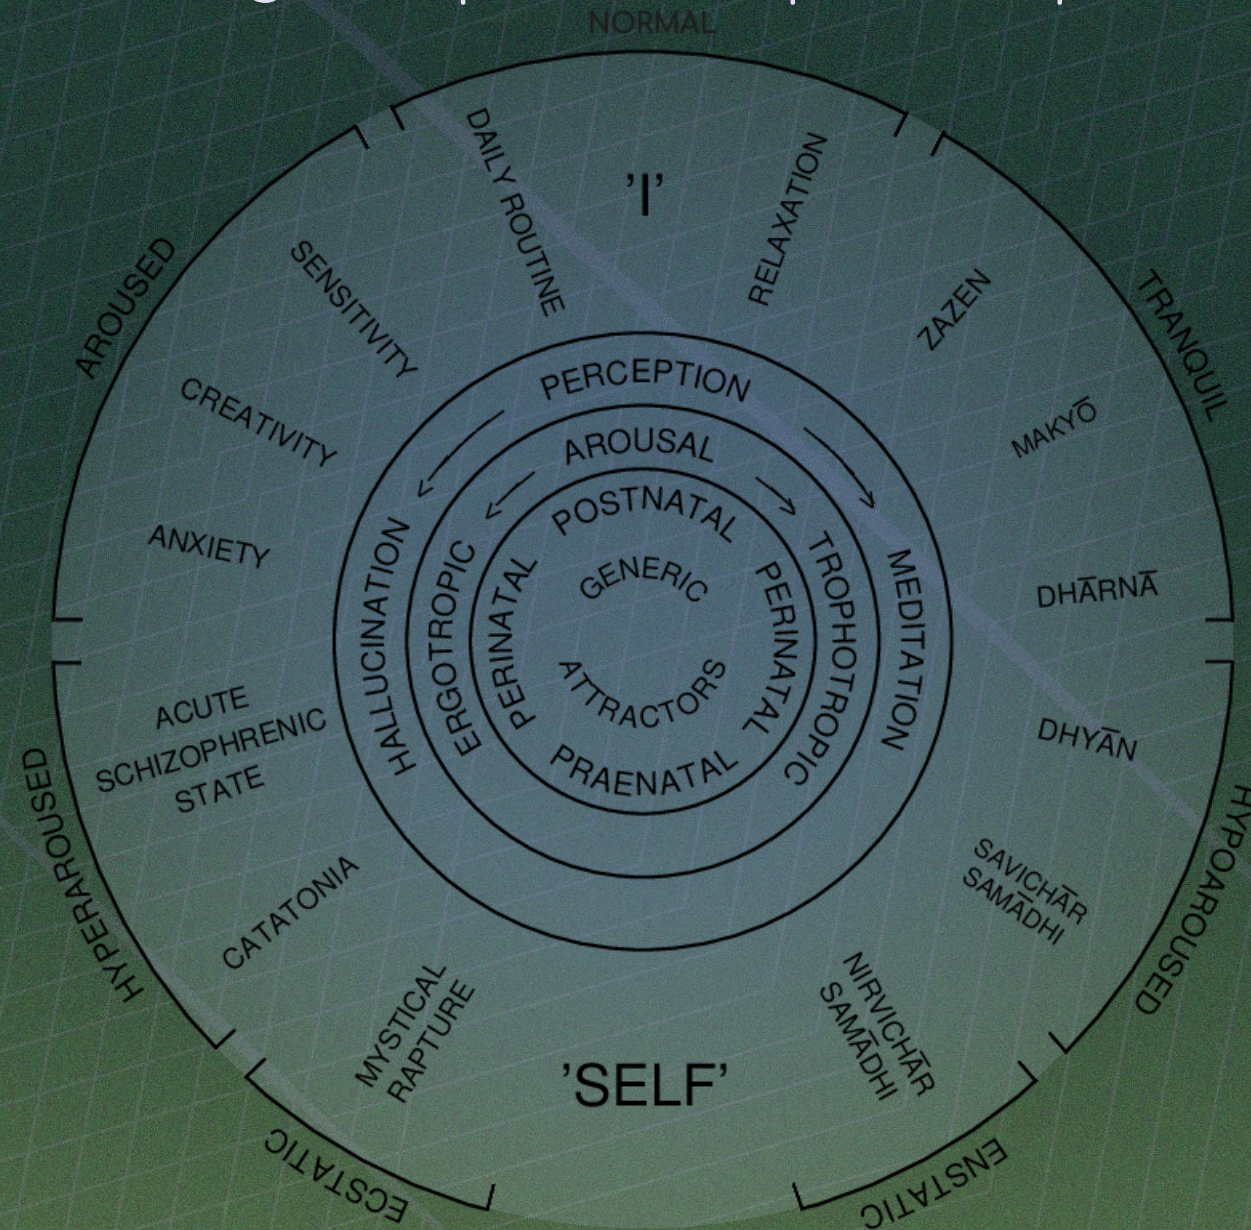 NORMAL
'I'
DAILY ROUTINE
RELAXATION
AROUSED
SENSITIVITY
CREATIVITY
ANXIETY
TRANQUIL
ZAZEN
MAKYŌ
DHĀRNĀ
PERCEPTION
HALLUCINATION
MEDITATION
AROUSAL
ERGOTROPIC
TROPHOTROPIC
POSTNATAL
PERINATAL
PERINATAL
PRAENATAL
GENERIC
ATTRACTORS
HYPERAROUSED
ACUTE
SCHIZOPHRENIC
STATE
CATATONIA
HYPOAROUSED
DHYĀN
SAVICHĀR
SAMĀDHI
ECSTATIC
MYSTICAL
RAPTURE
'SELF'
NIRVICHĀR
SAMĀDHI
ENSTATIC